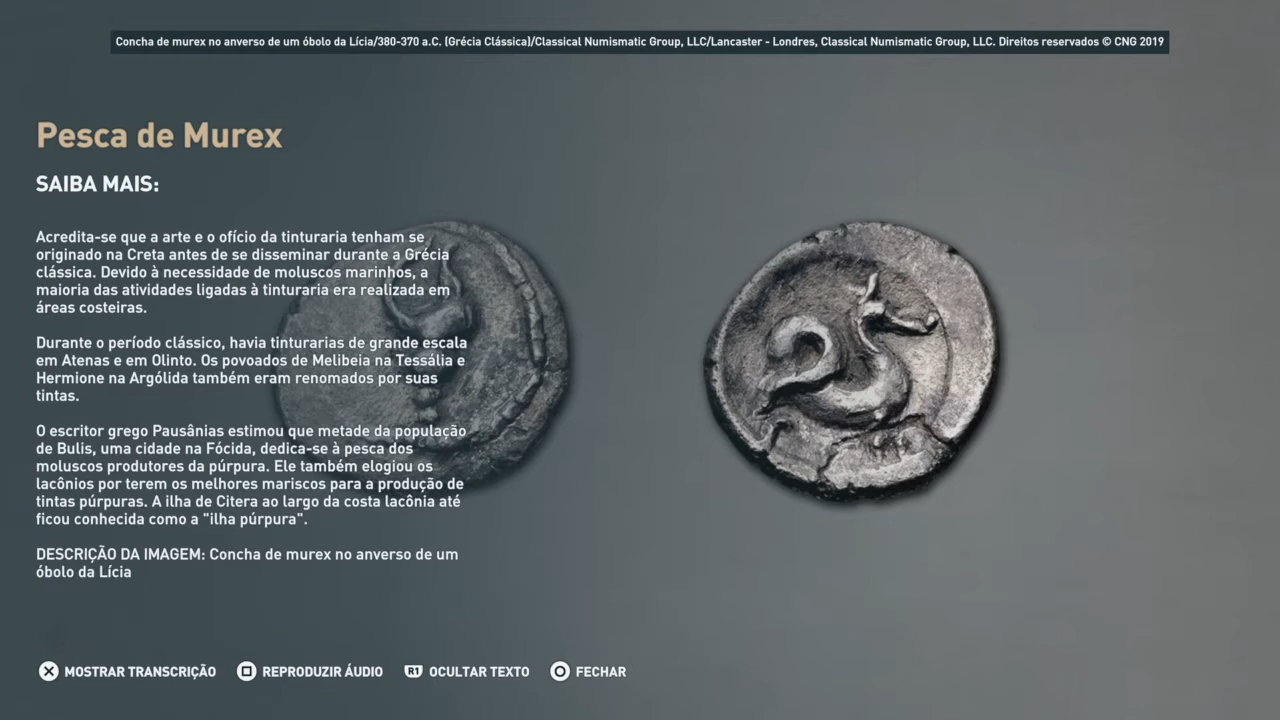 Concha de murex no anverso de um óbolo da Lícia/380-370 a.C. (Grécia Clássica)/Classical Numismatic Group, LLC/Lancaster - Londres, Classical Numismatic Group, LLC. Direitos reservados © CNG 2019
Pesca de Murex
SAIBA MAIS:
Acredita-se que a arte e o ofício da tinturaria tenham se
originado na Creta antes de se disseminar durante a Grécia
clássica. Devido à necessidade de moluscos marinhos, a
maioria das atividades ligadas à tinturaria era realizada em
áreas costeiras.
Durante o período clássico, havia tinturarias de grande escala
em Atenas e em Olinto. Os povoados de Melibeia na Tessália e
Hermione na Argólida também eram renomados por suas
tintas.
O escritor grego Pausânias estimou que metade da população
de Bulis, uma cidade na Fócida, dedica-se à pesca dos
moluscos produtores da púrpura. Ele também elogiou os
lacônios por terem os melhores mariscos para a produção de
tintas púrpuras. A ilha de Citera ao largo da costa lacônia até
ficou conhecida como a "ilha púrpura".
DESCRIÇÃO DA IMAGEM: Concha de murex no anverso de um
óbolo da Lícia
MOSTRAR TRANSCRIÇÃO REPRODUZIR ÁUDIO R1 OCULTAR TEXTO FECHAR